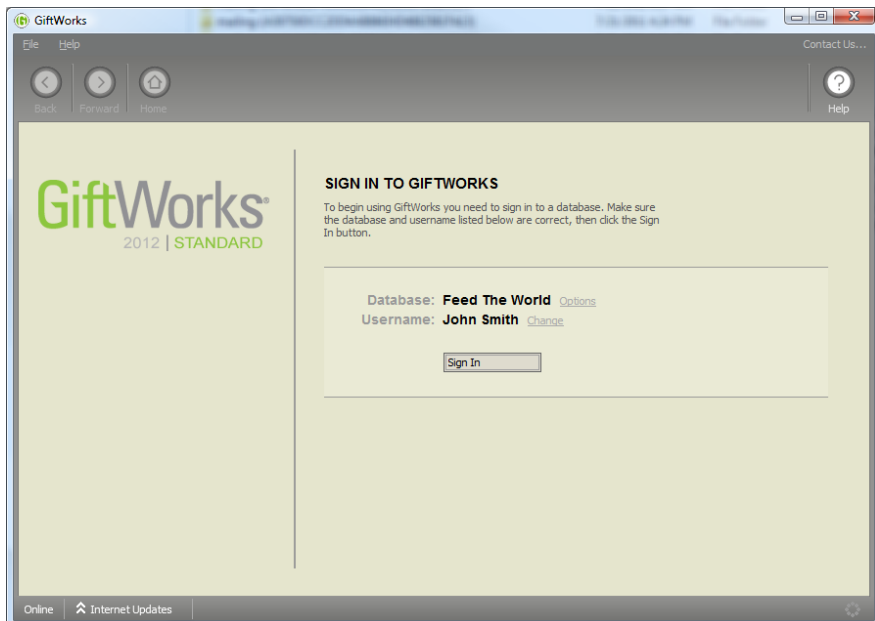 GiftWorks
File Help Contact Us...
Back Forward Home Help
GiftWorks®
2012 | STANDARD
SIGN IN TO GIFTWORKS
To begin using GiftWorks you need to sign in to a database. Make sure
the database and username listed below are correct, then click the Sign
In button.
Database: Feed The World Options
Username: John Smith Change
Sign In
Online Internet Updates